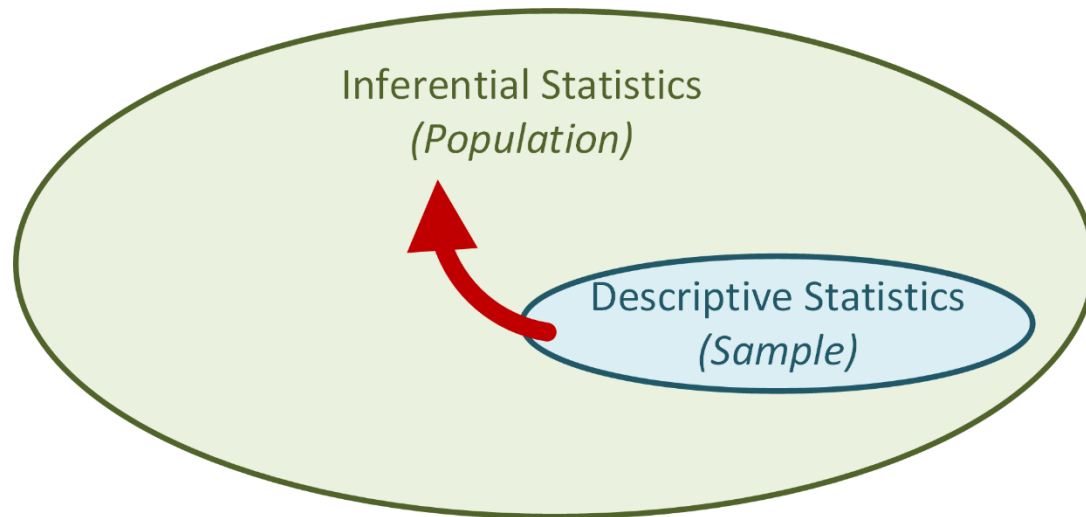 Inferential Statistics
(Population)
Descriptive Statistics
(Sample)